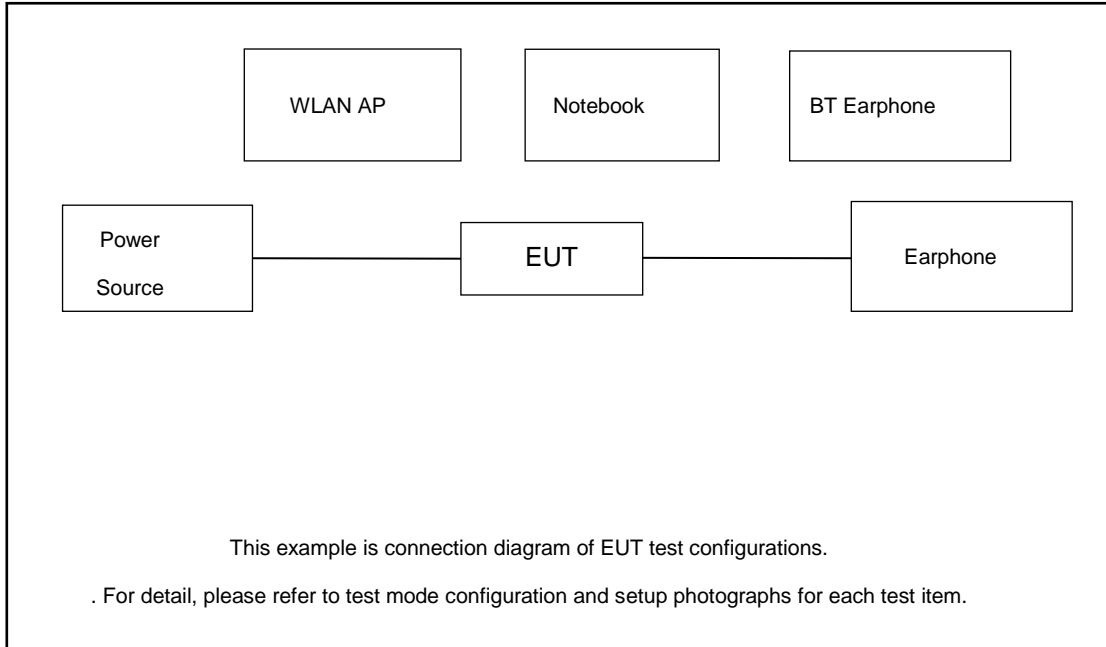 WLAN AP
Notebook
BT Earphone
Power
Source
EUT
Earphone
This example is connection diagram of EUT test configurations.
. For detail, please refer to test mode configuration and setup photographs for each test item.